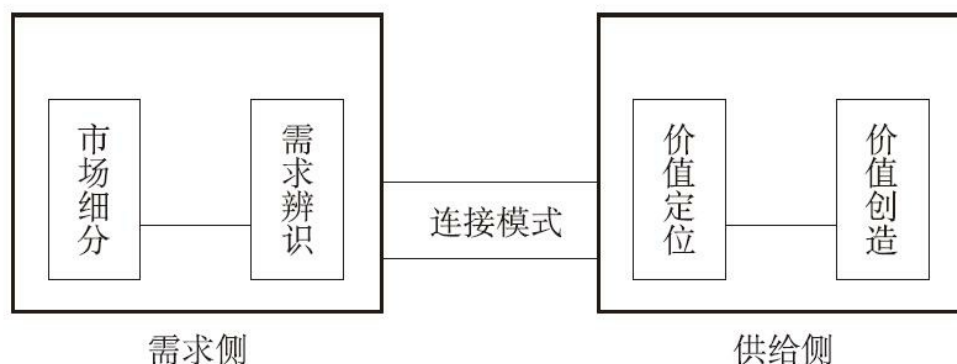 市场细分
需求辨识
连接模式
价值定位
价值创造
需求侧
供给侧